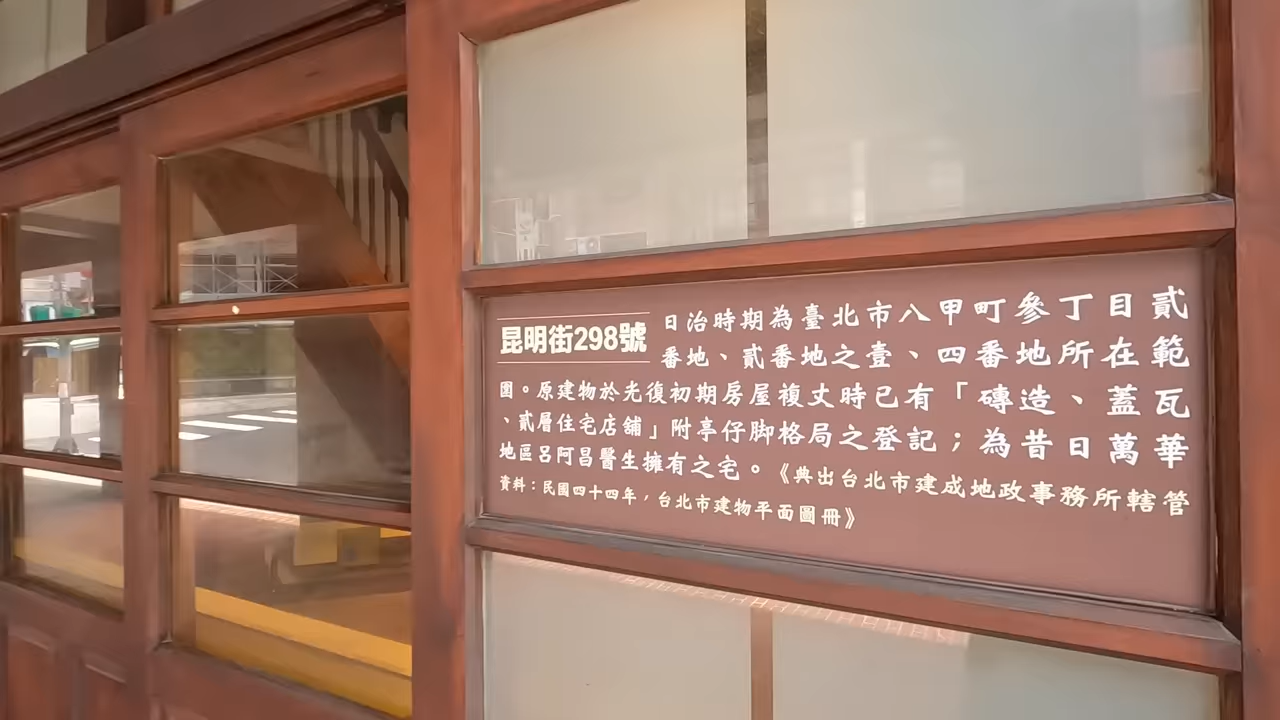 昆明街298號
日治時期為臺北市八甲町參丁目貳
番地、貳番地之壹、四番地所在範
圍。原建物於光復初期房屋複丈時已有「磚造、蓋瓦
、貳層住宅店舖」附亭仔脚格局之登記；為昔日萬華
地區呂阿昌醫生擁有之宅。《典出台北市建成地政事務所轄管
資料：民國四十四年，台北市建物平面圖冊》